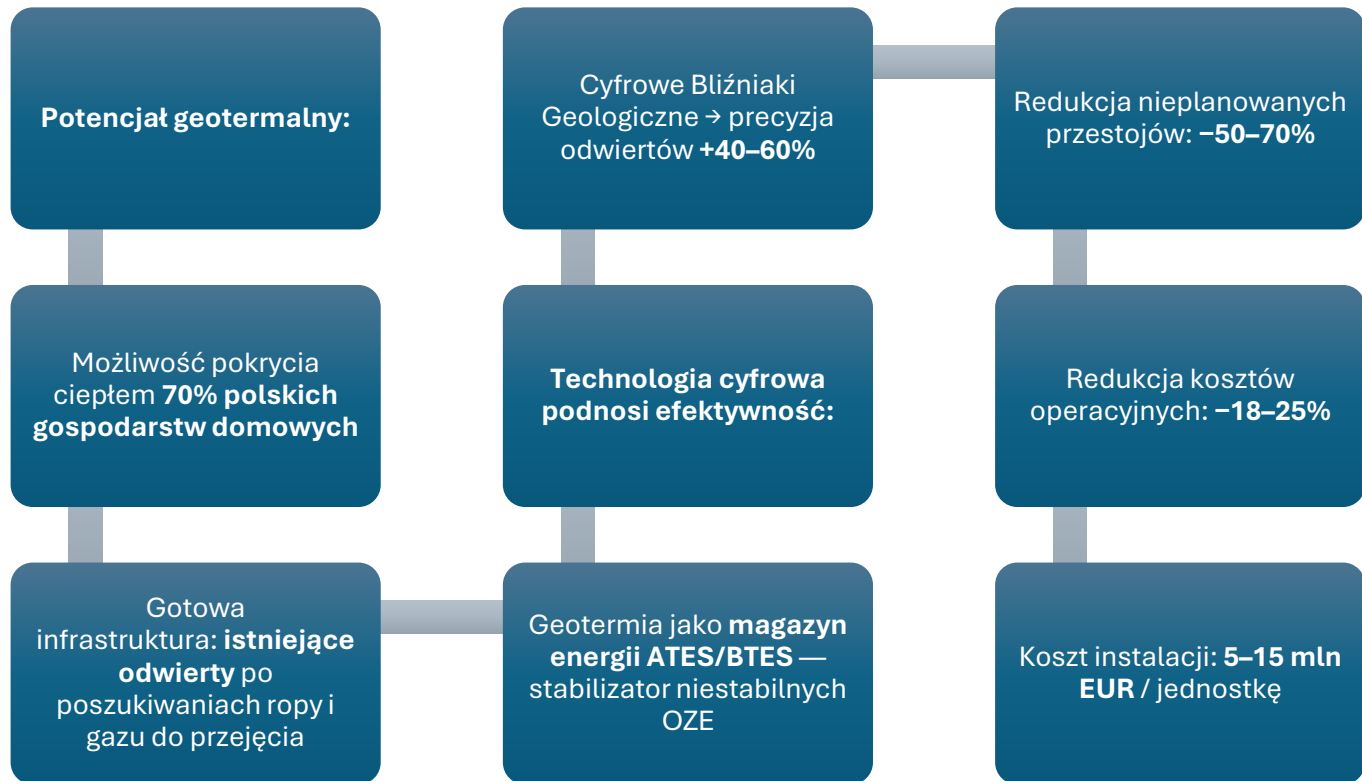 Potencjał geotermalny:
Możliwość pokrycia
ciepłem 70% polskich
gospodarstw domowych
Gotowa
infrastruktura: istniejące
odwierty po
poszukiwaniach ropy i
gazu do przejęcia
Geotermia jako magazyn
energii ATES/BTES —
stabilizator niestabilnych
OZE
Technologia cyfrowa
podnosi efektywność:
Cyfrowe Bliźniaki
Geologiczne → precyzja
odwiertów +40–60%
Redukcja nieplanowanych
przestojów: −50–70%
Redukcja kosztów
operacyjnych: −18–25%
Koszt instalacji: 5–15 mln
EUR / jednostkę